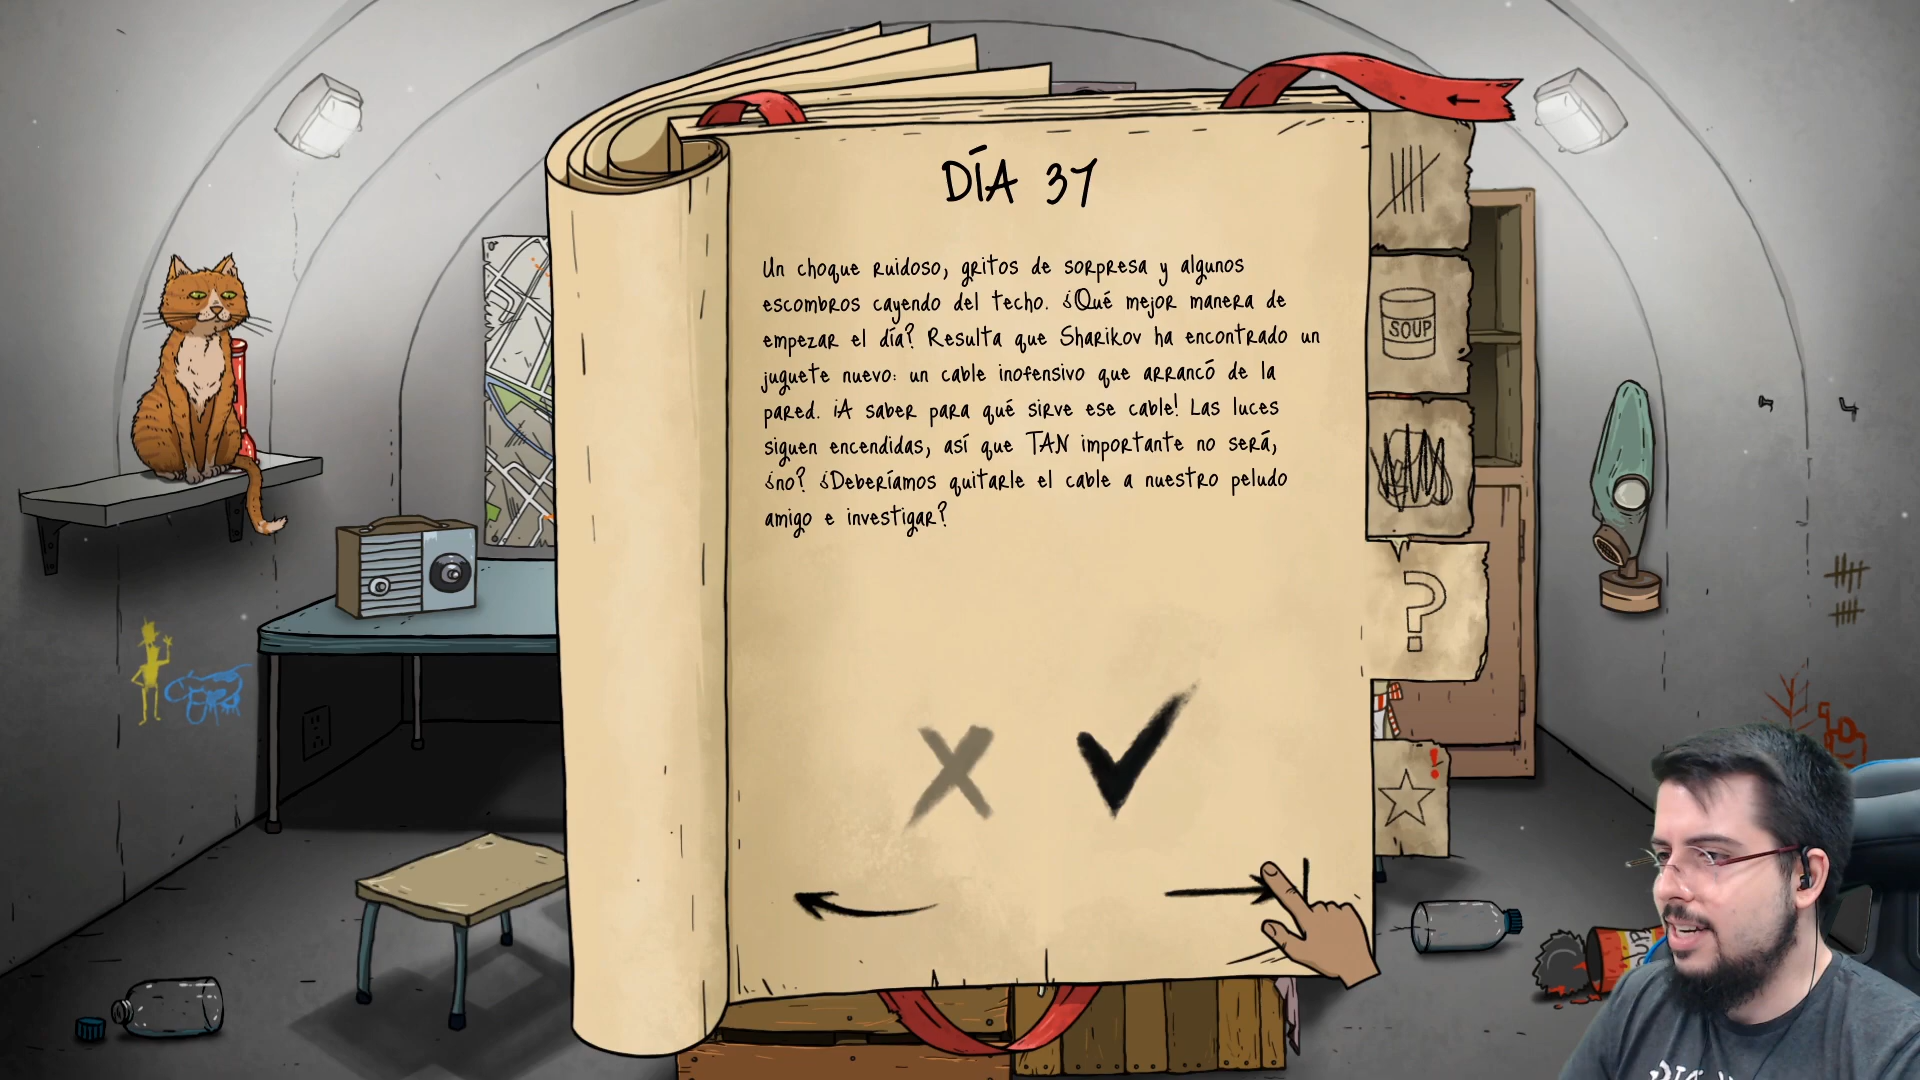 DÍA 37
Un choque ruidoso, gritos de sorpresa y algunos
escombros cayendo del techo. ¿Qué mejor manera de
empezar el día? Resulta que Sharikov ha encontrado un
juguete nuevo: un cable inofensivo que arrancó de la
pared. ¡A saber para qué sirve ese cable! Las luces
siguen encendidas, así que TAN importante no será,
¿no? ¿Deberíamos quitarle el cable a nuestro peludo
amigo e investigar?
SOUP
?
!